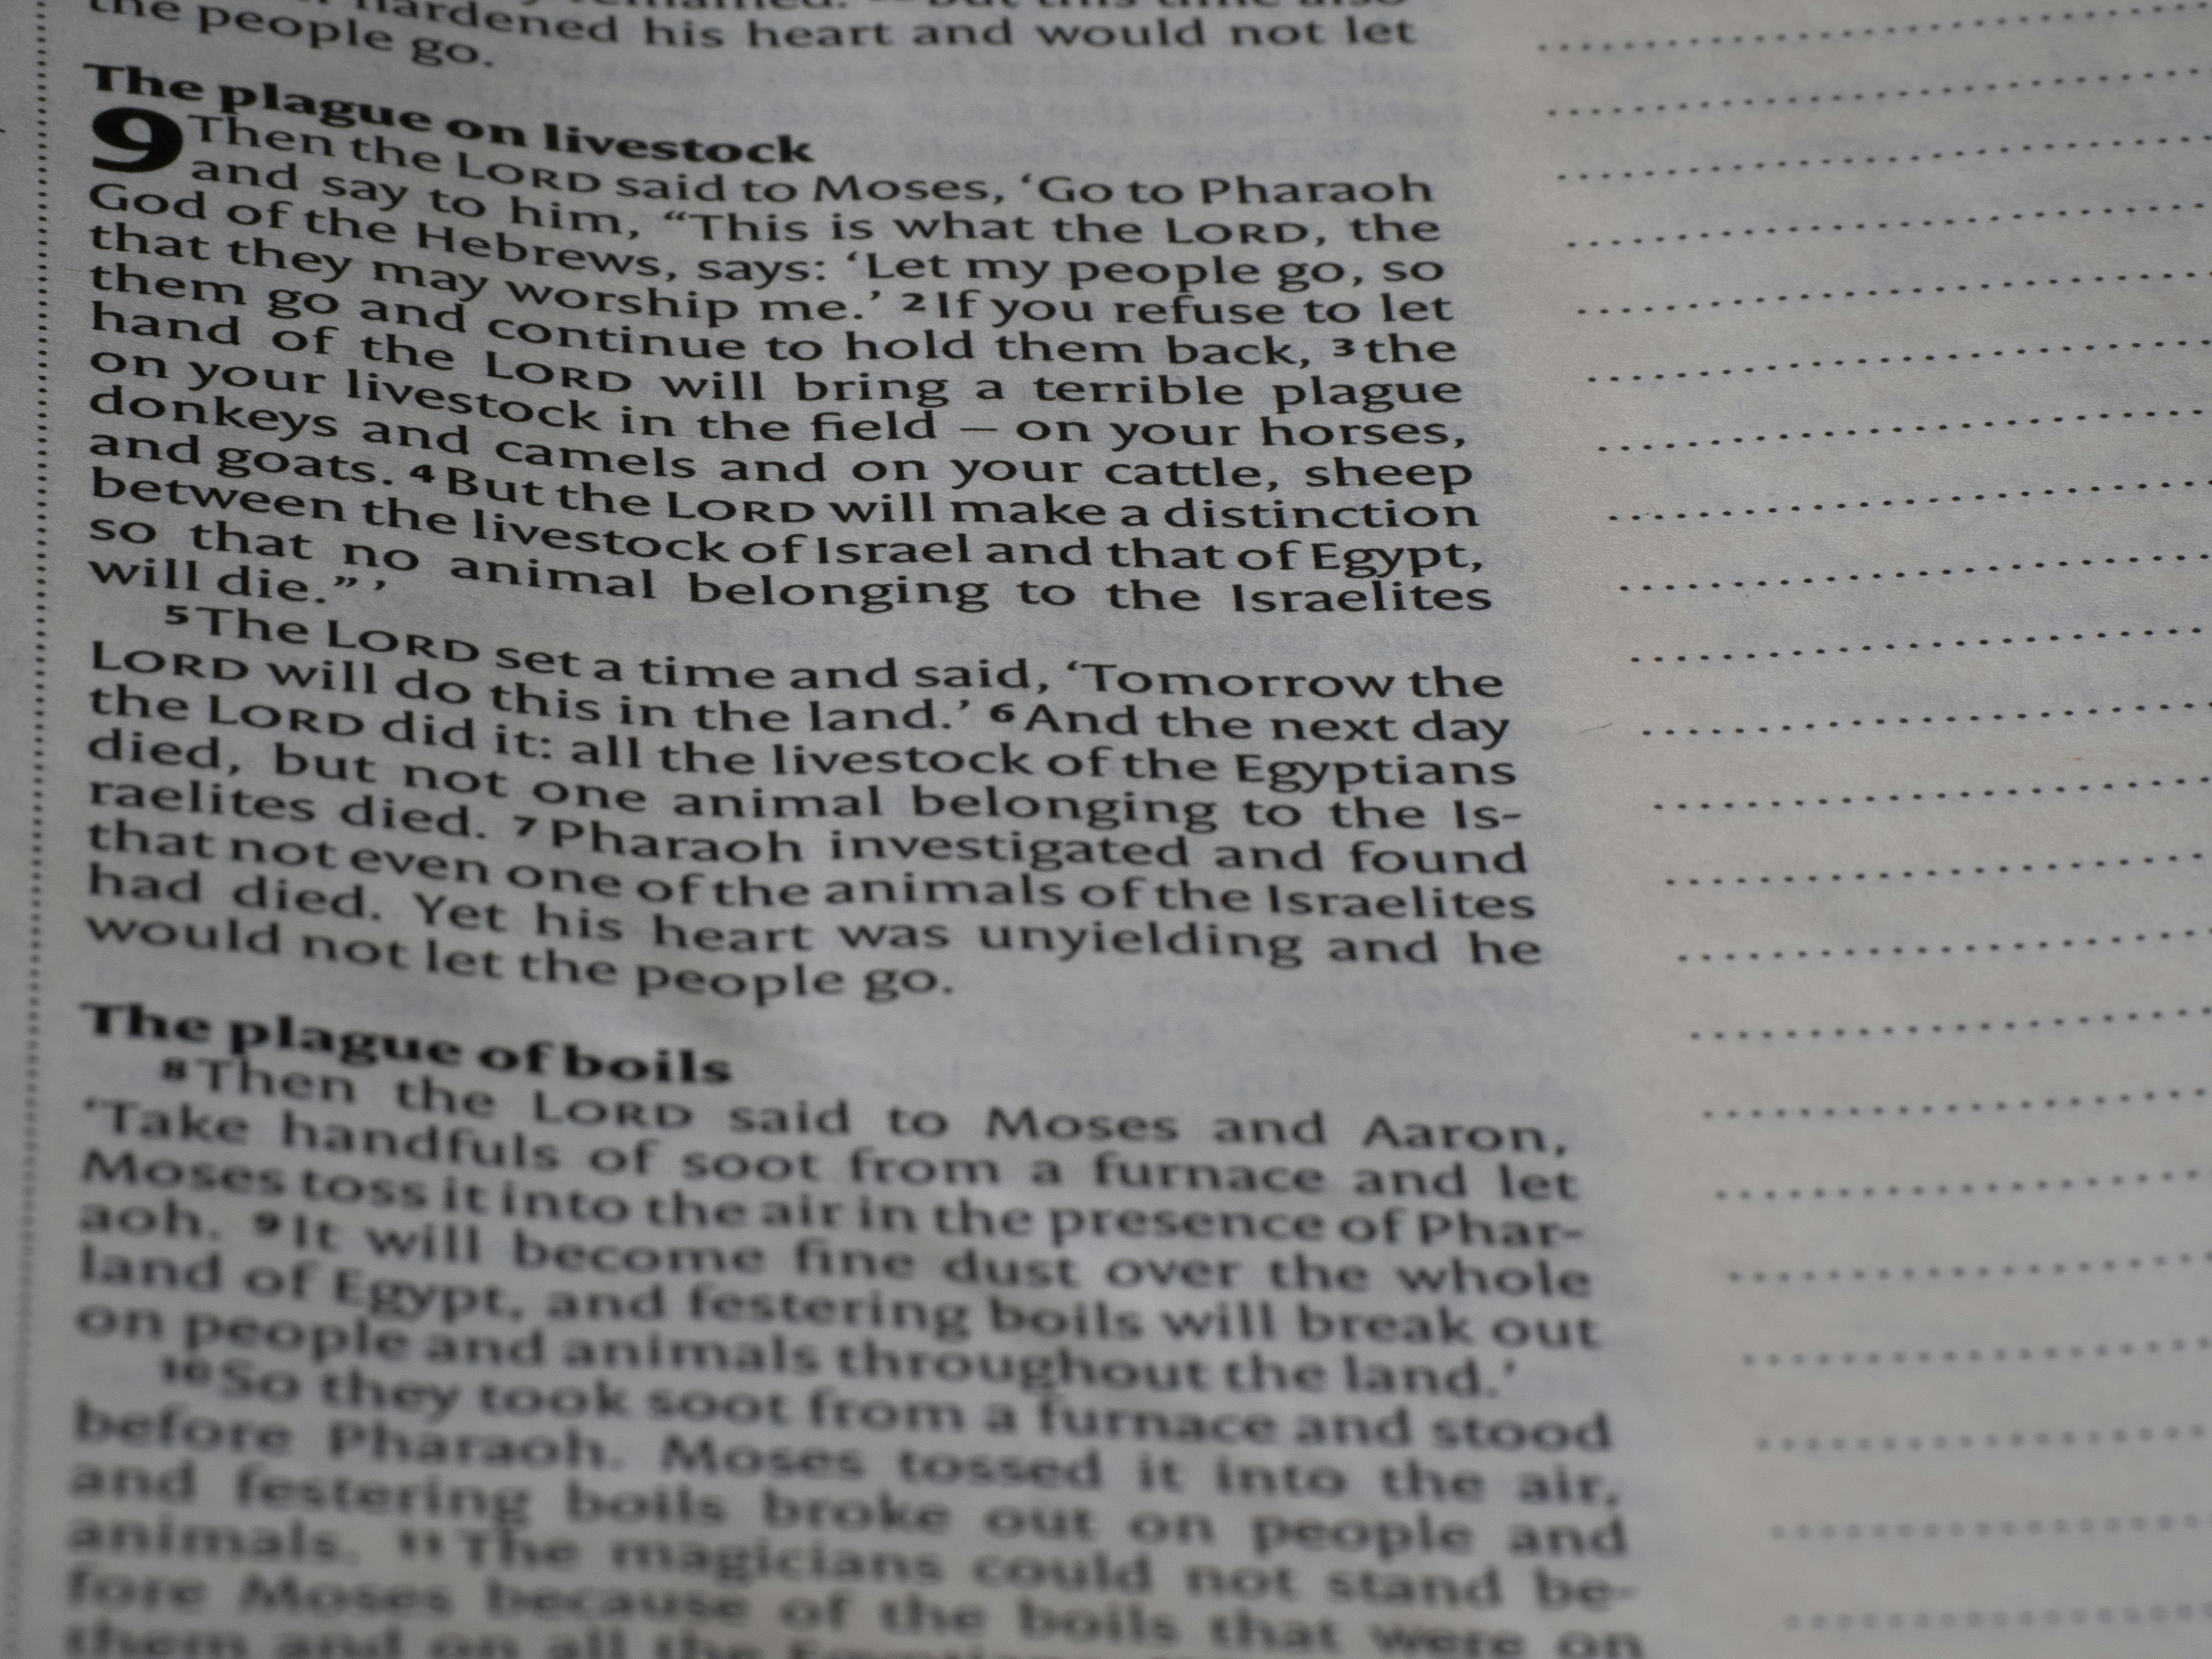 hardened his heart and would not let
the people go.
The plague on livestock
9 Then the LORD said to Moses, ‘Go to Pharaoh
and say to him, “This is what the LORD, the
God of the Hebrews, says: ‘Let my people go, so
that they may worship me.’ 2 If you refuse to let
them go and continue to hold them back, 3 the
hand of the LORD will bring a terrible plague
on your livestock in the field – on your horses,
donkeys and camels and on your cattle, sheep
and goats. 4 But the LORD will make a distinction
between the livestock of Israel and that of Egypt,
so that no animal belonging to the Israelites
will die.” ’
5 The LORD set a time and said, ‘Tomorrow the
LORD will do this in the land.’ 6 And the next day
the LORD did it: all the livestock of the Egyptians
died, but not one animal belonging to the Is-
raelites died. 7 Pharaoh investigated and found
that not even one of the animals of the Israelites
had died. Yet his heart was unyielding and he
would not let the people go.
The plague of boils
8 Then the LORD said to Moses and Aaron,
‘Take handfuls of soot from a furnace and let
Moses toss it into the air in the presence of Phar-
aoh. 9 It will become fine dust over the whole
land of Egypt, and festering boils will break out
on people and animals throughout the land.’
10 So they took soot from a furnace and stood
before Pharaoh. Moses tossed it into the air,
and festering boils broke out on people and
animals. 11 The magicians could not stand be-
fore Moses because of the boils that were on
them and on all the